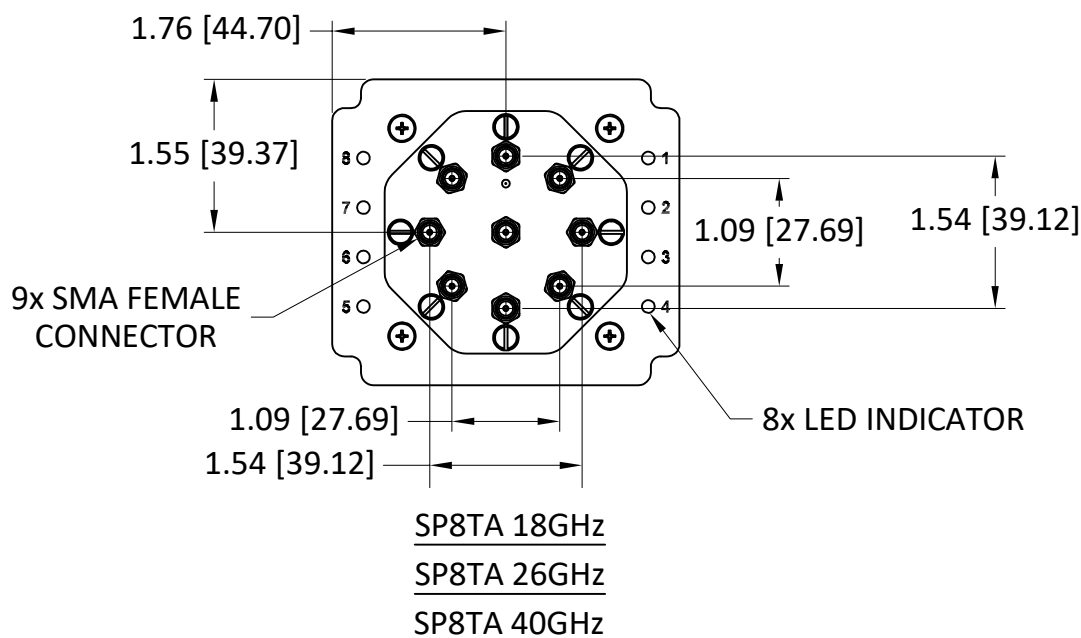 1.76 [44.70]
1.55 [39.37]
8
1
7
2
1.09 [27.69]
1.54 [39.12]
6
3
9x SMA FEMALE
CONNECTOR
5
4
1.09 [27.69]
8x LED INDICATOR
1.54 [39.12]
SP8TA 18GHz
SP8TA 26GHz
SP8TA 40GHz